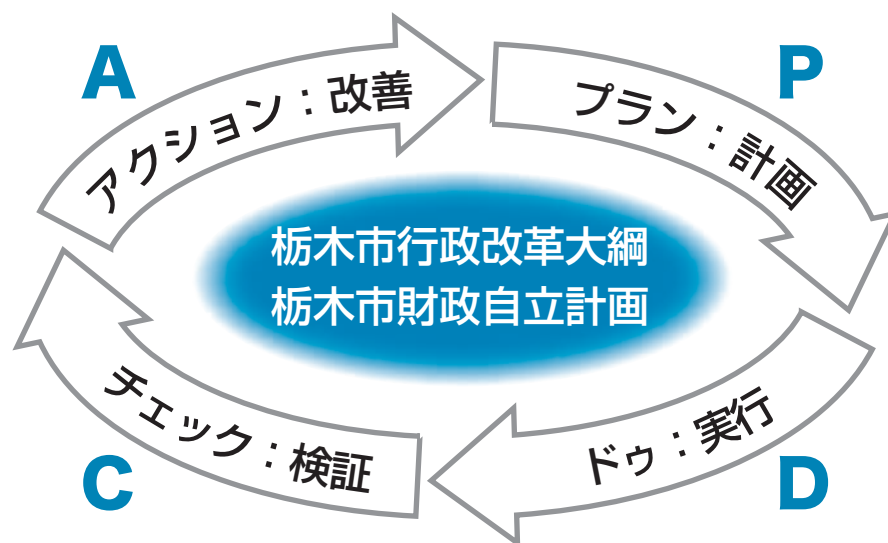 A
アクション：改善
P
プラン：計画
栃木市行政改革大綱
栃木市財政自立計画
チェック：検証
C
ドゥ：実行
D